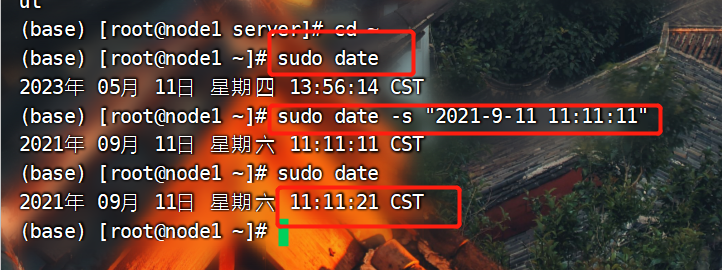 (base) [root@node1 server]# cd ~
(base) [root@node1 ~]# sudo date
2023年 05月 11日 星期四 13:56:14 CST
(base) [root@node1 ~]# sudo date -s "2021-9-11 11:11:11"
2021年 09月 11日 星期六 11:11:11 CST
(base) [root@node1 ~]# sudo date
2021年 09月 11日 星期六 11:11:21 CST
(base) [root@node1 ~]#